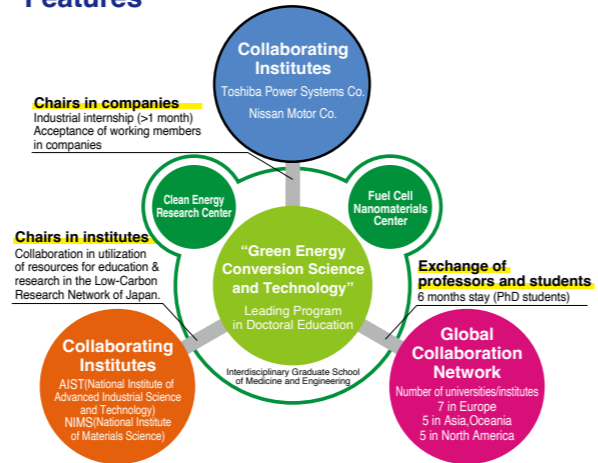 Features
Collaborating
Institutes
Toshiba Power Systems Co.
Nissan Motor Co.
Chairs in companies
Industrial internship (>1 month)
Acceptance of working members
in companies
Clean Energy
Research Center
Fuel Cell
Nanomaterials
Center
Chairs in institutes
Collaboration in utilization
of resources for education &
research in the Low-Carbon
Research Network of Japan.
“Green Energy
Conversion Science
and Technology”
Leading Program
in Doctoral Education
Exchange of
professors and students
6 months stay (PhD students)
Collaborating
Institutes
AIST(National Institute of
Advanced Industrial Science
and Technology)
NIMS(National Institute
of Materials Science)
Interdisciplinary Graduate School
of Medicine and Engineering
Global
Collaboration
Network
Number of universities/institutes
7 in Europe
5 in Asia,Oceania
5 in North America